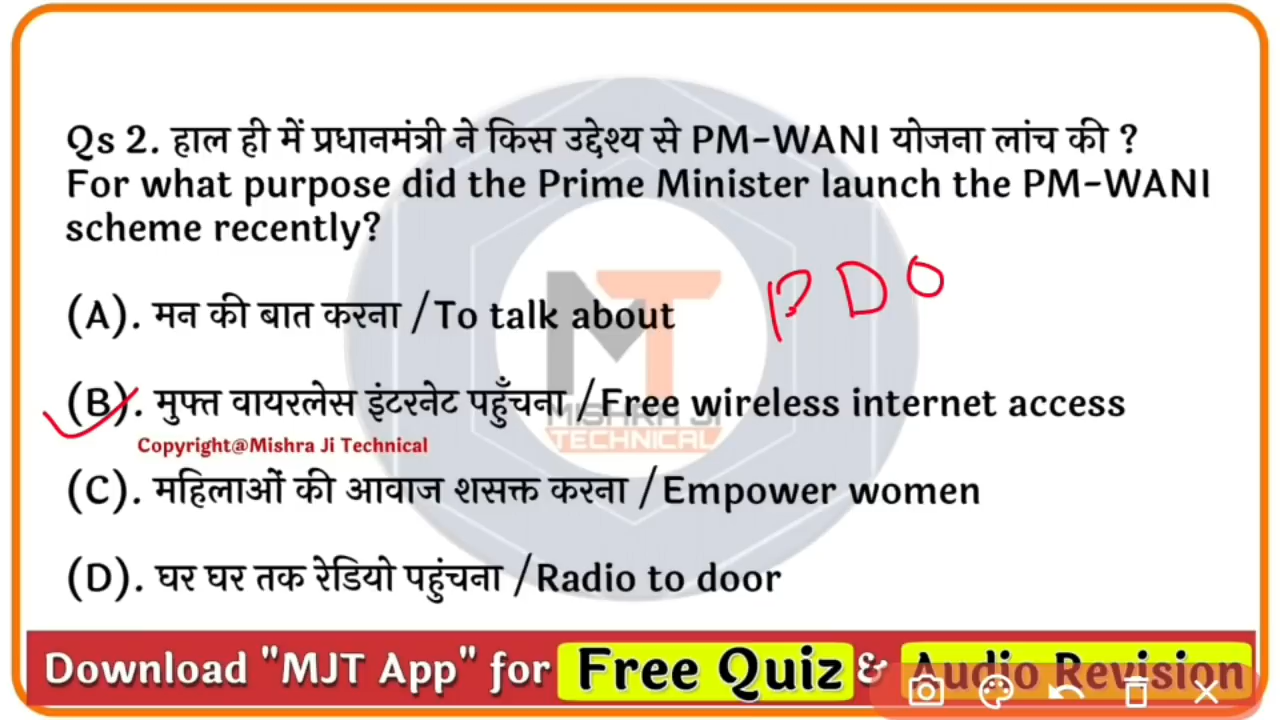 Qs 2. हाल ही में प्रधानमंत्री ने किस उद्देश्य से PM-WANI योजना लांच की ?
For what purpose did the Prime Minister launch the PM-WANI
scheme recently?
PDO
(A). मन की बात करना /To talk about
(B). मुफ्त वायरलेस इंटरनेट पहुँचना /Free wireless internet access
MISHRA JI
TECHNICAL
Copyright@Mishra Ji Technical
(C). महिलाओं की आवाज शसक्त करना /Empower women
(D). घर घर तक रेडियो पहुंचना /Radio to door
Download "MJT App" for Free Quiz & Audio Revision